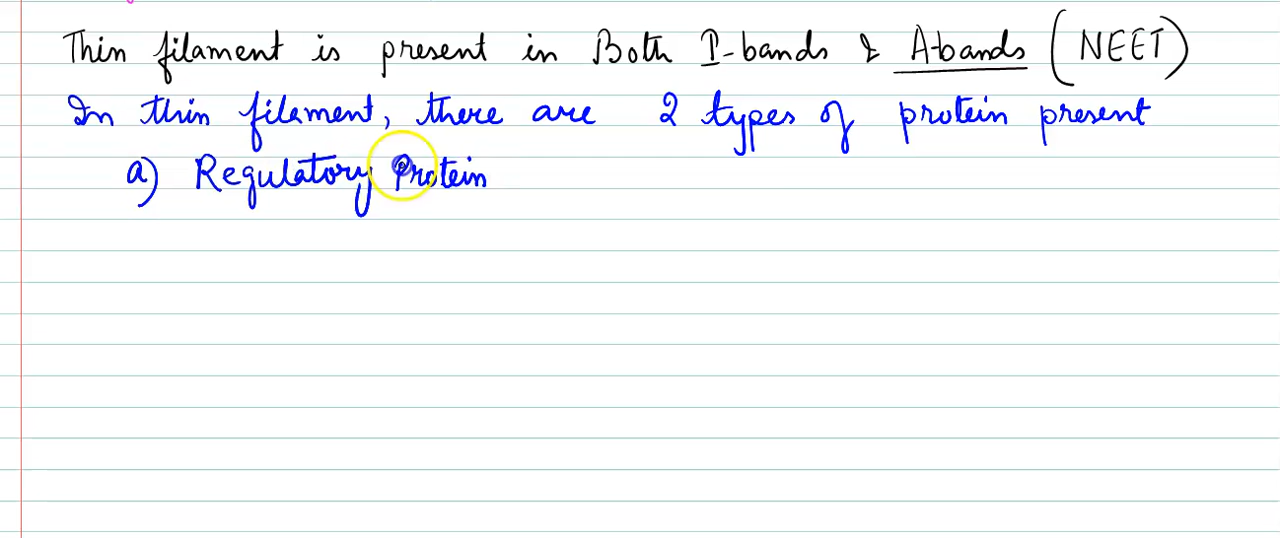 Thin filament is present in Both I-bands & A-bands (NEET)
In thin filament, there are 2 types of protein present
a) Regulatory Protein